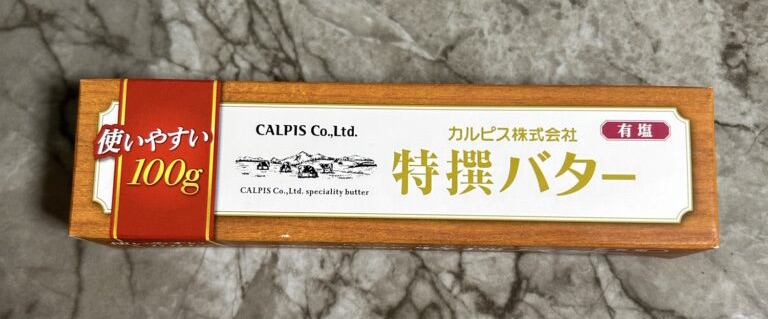 使いやすい
100g
CALPIS Co.,Ltd.
CALPIS Co.,Ltd. speciality butter
カルピス株式会社
有塩
特撰バター